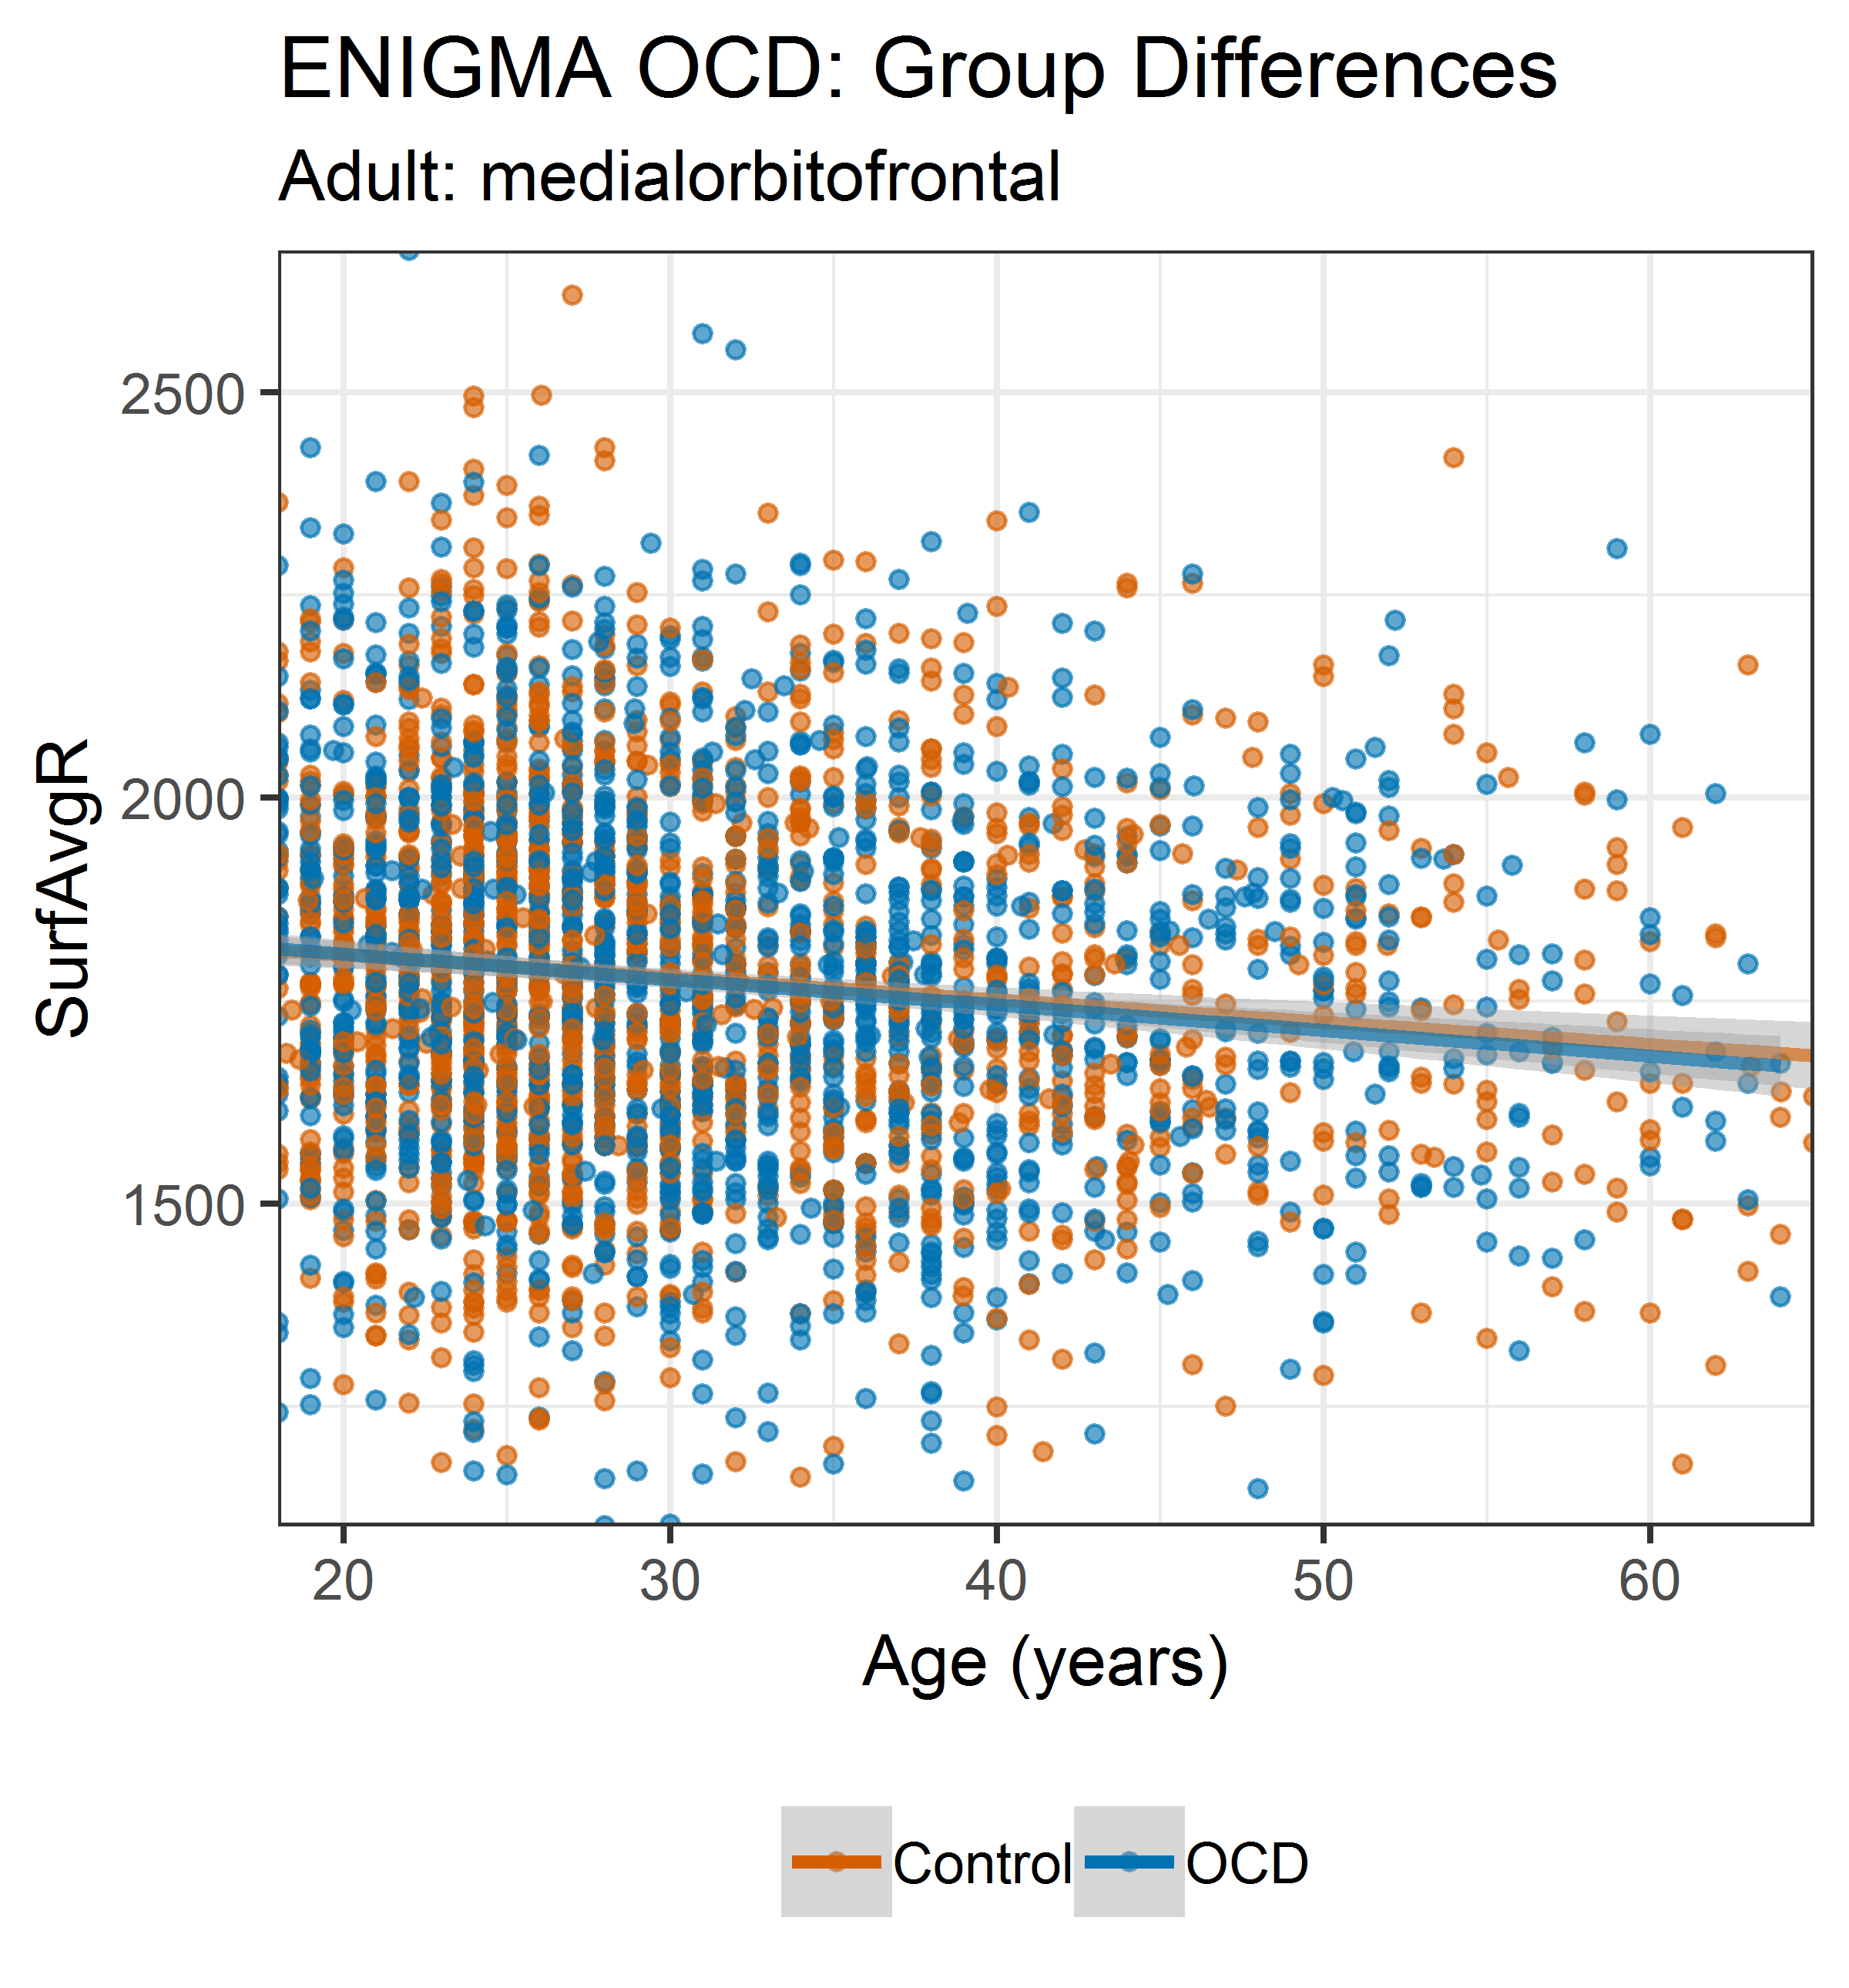 ENIGMA OCD: Group Differences
Adult: medialorbitofrontal
SurfAvgR
2500
2000
1500
20 30 40 50 60
Age (years)
Control OCD